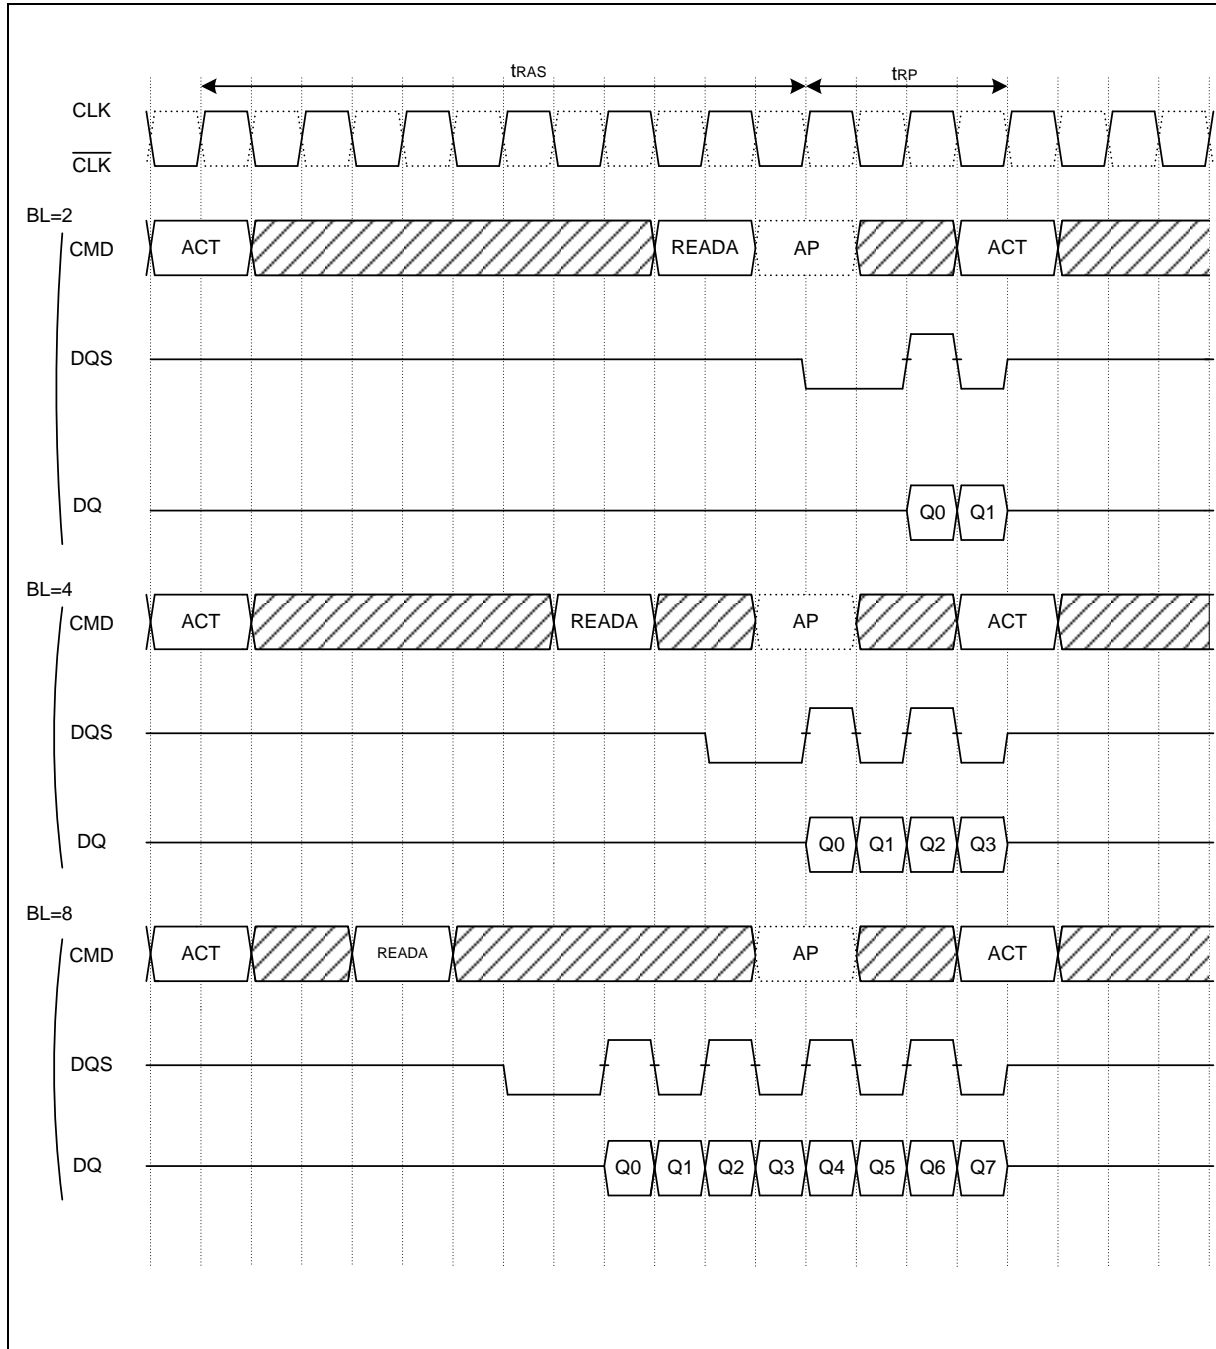 tRAS tRP
CLK
CLK
BL=2
CMD ACT READA AP ACT
DQS
DQ Q0 Q1
BL=4
CMD ACT READA AP ACT
DQS
DQ Q0 Q1 Q2 Q3
BL=8
CMD ACT READA AP ACT
DQS
DQ Q0 Q1 Q2 Q3 Q4 Q5 Q6 Q7